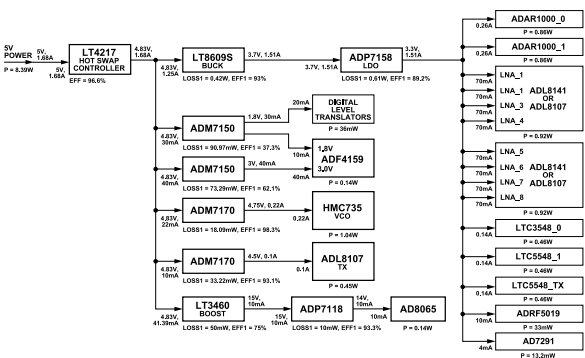 5V
POWER
P = 8.39W
5V,
1.68A
5V,
1.68A
LT4217
HOT SWAP
CONTROLLER
EFF = 96.6%
4.83V,
1.68A
4.83V,
1.25A
LT8609S
BUCK
LOSS1 = 0.42W, EFF1 = 93%
3.7V, 1.51A
3.7V, 1.51A
ADP7158
LDO
LOSS1 = 0.61W, EFF1 = 89.2%
3.3V,
1.51A
4.83V,
30mA
ADM7150
LOSS1 = 90.97mW, EFF1 = 37.3%
1.8V, 30mA
20mA
DIGITAL
LEVEL
TRANSLATORS
P = 36mW
10mA
1.8V
ADF4159
3.0V
P = 0.14W
4.83V,
40mA
ADM7150
LOSS1 = 73.29mW, EFF1 = 62.1%
3V, 40mA
40mA
4.83V,
22mA
ADM7170
LOSS1 = 18.09mW, EFF1 = 98.3%
4.75V, 0,22A
0,22A
HMC735
VCO
P = 1.04W
4.83V,
10mA
ADM7170
LOSS1 = 33.22mW, EFF1 = 93.1%
4.5V, 0.1A
0.1A
ADL8107
TX
P = 0.45W
4.83V,
41.39mA
LT3460
BOOST
LOSS1 = 50mW, EFF1 = 75%
15V,
10mA
15V,
10mA
ADP7118
LOSS1 = 10mW, EFF1 = 93.3%
14V,
10mA
10mA
AD8065
P = 0.14W
0,26A
ADAR1000_0
P = 0.86W
0,26A
ADAR1000_1
P = 0.86W
70mA
LNA_1
70mA
LNA_1
70mA
LNA_3
70mA
LNA_4
ADL8141
OR
ADL8107
P = 0.92W
70mA
LNA_5
70mA
LNA_6
70mA
LNA_7
70mA
LNA_8
ADL8141
OR
ADL8107
P = 0.92W
0.14A
LTC3548_0
P = 0.46W
0.14A
LTC5548_1
P = 0.46W
0,14A
LTC5548_TX
P = 0.46W
10mA
ADRF5019
P = 33mW
4mA
AD7291
P = 13.2mW